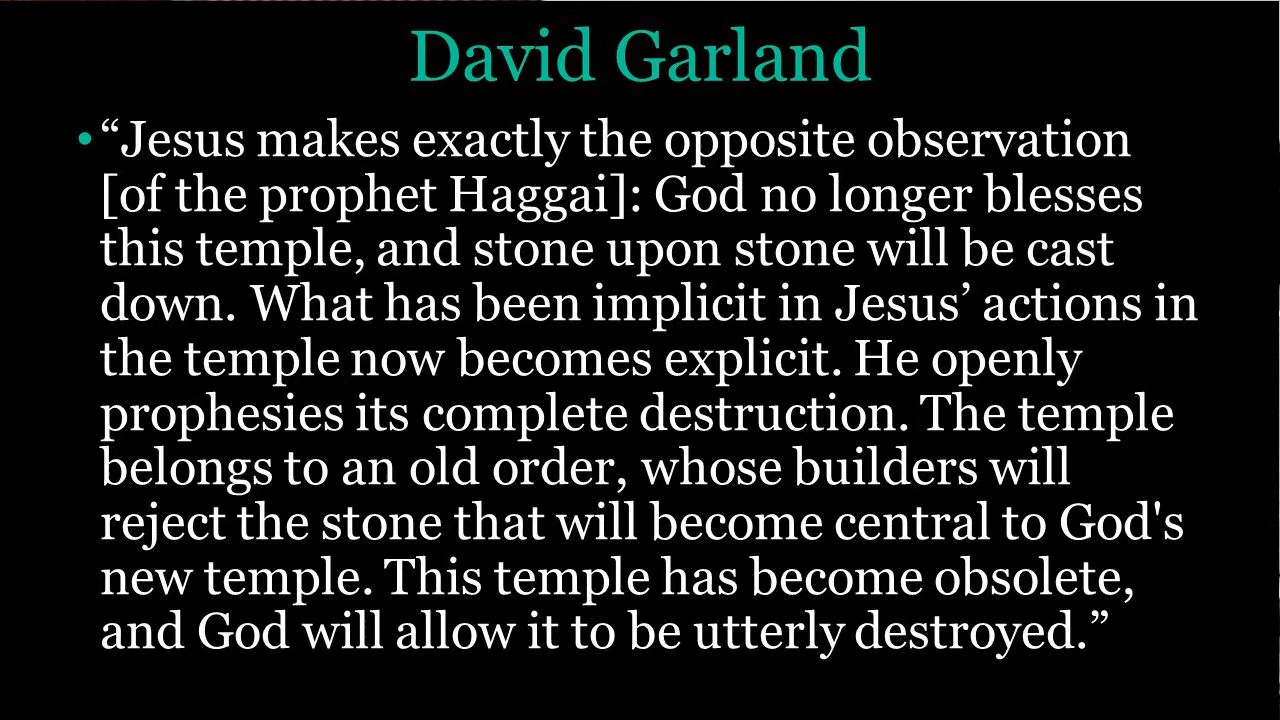 David Garland
• “Jesus makes exactly the opposite observation
[of the prophet Haggai]: God no longer blesses
this temple, and stone upon stone will be cast
down. What has been implicit in Jesus’ actions in
the temple now becomes explicit. He openly
prophesies its complete destruction. The temple
belongs to an old order, whose builders will
reject the stone that will become central to God's
new temple. This temple has become obsolete,
and God will allow it to be utterly destroyed.”